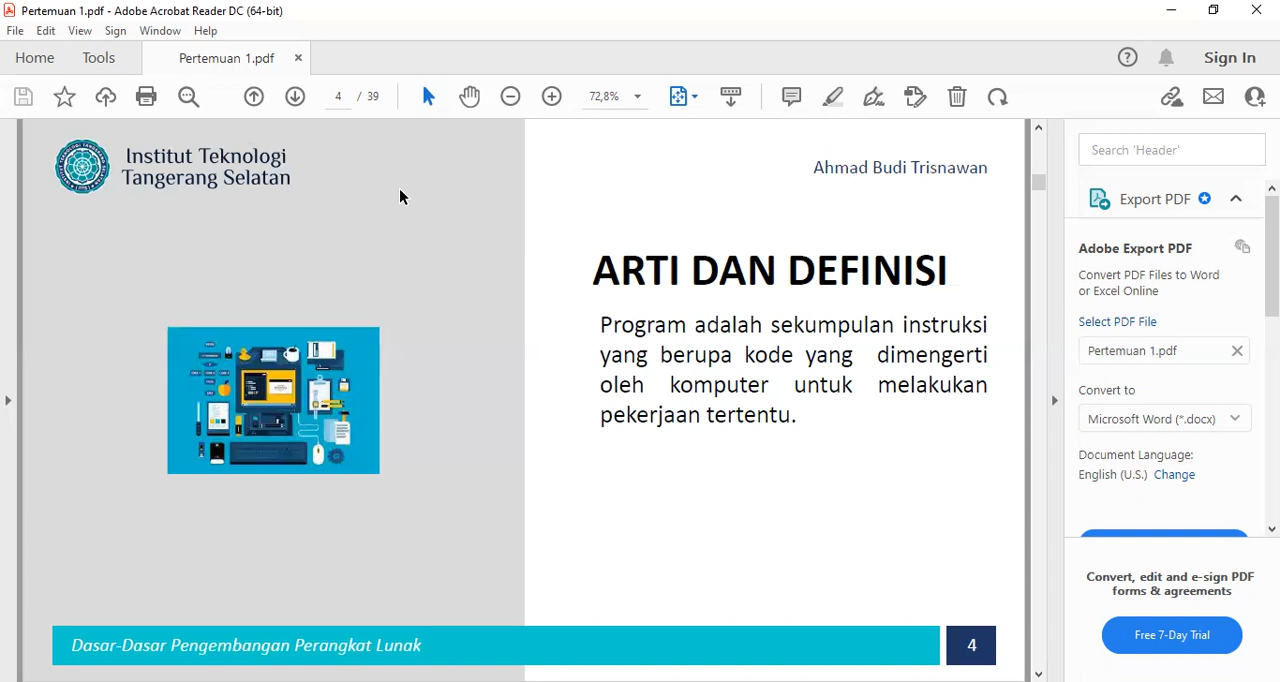 Pertemuan 1.pdf - Adobe Acrobat Reader DC (64-bit)
File Edit View Sign Window Help
Home Tools Pertemuan 1.pdf × Sign In
4 / 39 72,8%
Institut Teknologi
Tangerang Selatan
Ahmad Budi Trisnawan
ARTI DAN DEFINISI
Program adalah sekumpulan instruksi
yang berupa kode yang dimengerti
oleh komputer untuk melakukan
pekerjaan tertentu.
Dasar-Dasar Pengembangan Perangkat Lunak
4
Search 'Header'
Export PDF
Adobe Export PDF
Convert PDF Files to Word
or Excel Online
Select PDF File
Pertemuan 1.pdf
Convert to
Microsoft Word (*.docx)
Document Language:
English (U.S.) Change
Convert, edit and e-sign PDF
forms & agreements
Free 7-Day Trial